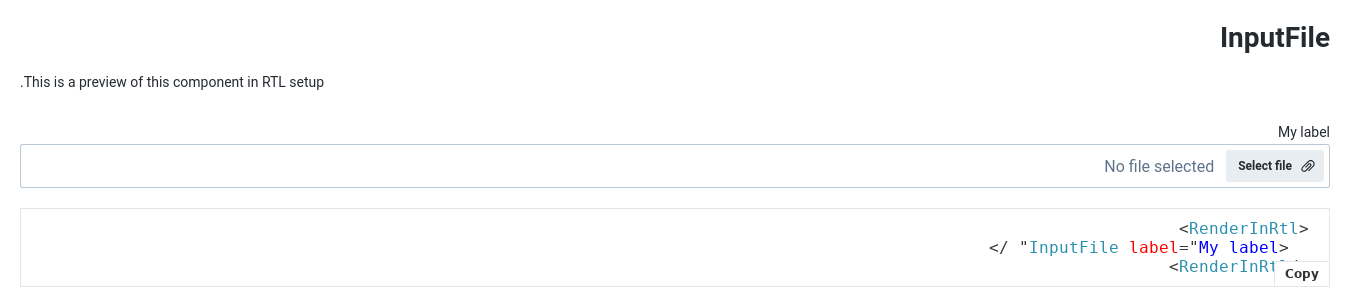 InputFile
.This is a preview of this component in RTL setup
My label
No file selected Select file
<RenderInRtl>
</ "InputFile label="My label>
<RenderInRtl
Copy